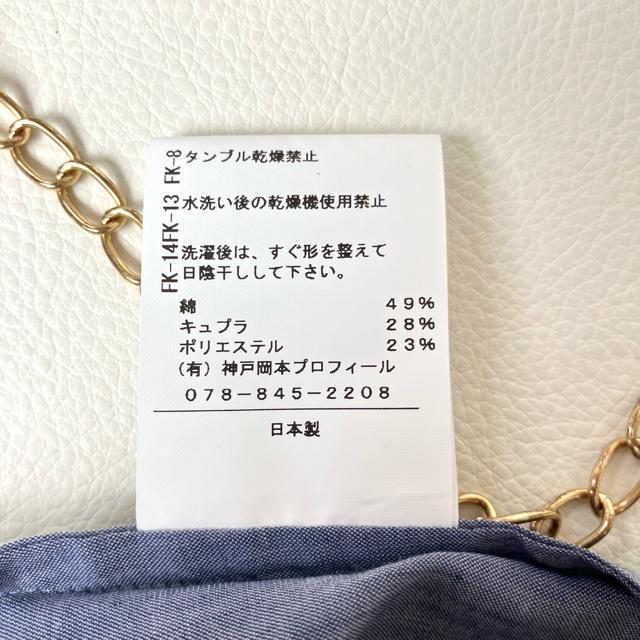 FK-8 タンブル乾燥禁止
FK-13 水洗い後の乾燥機使用禁止
FK-14 洗濯後は、すぐ形を整えて
日陰干しして下さい。
綿 49%
キュプラ 28%
ポリエステル 23%
(有) 神戸岡本プロフィール
078-845-2208
日本製